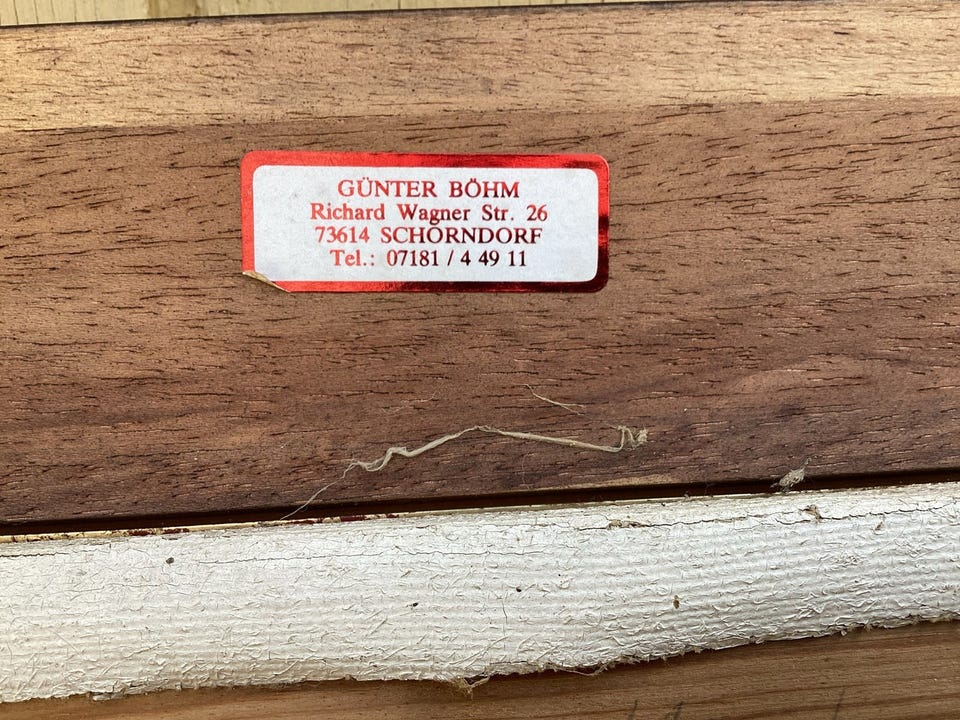 GÜNTER BÖHM
Richard Wagner Str. 26
73614 SCHORNDORF
Tel.: 07181 / 4 49 11